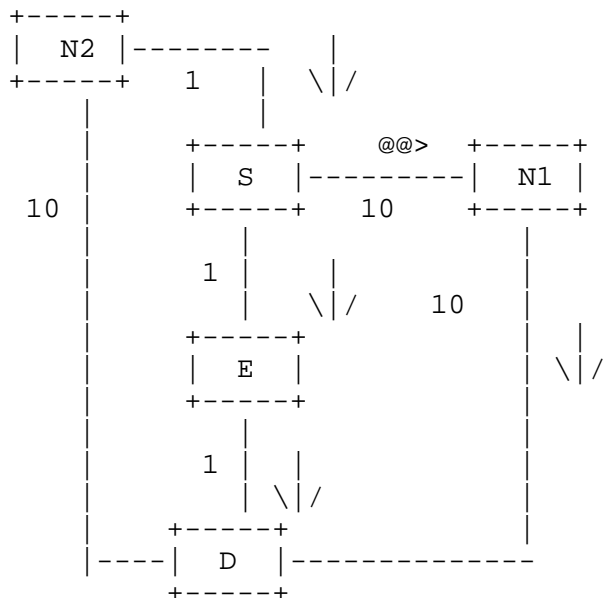 +------+
|  N2  |-------   |
+------+   1   |  \|/
    |          |
    |      +-----+    @@>  +-----+
    |      |  S  |---------|  N1 |
 10 |      +-----+   10    +-----+
    |         |               |
    |       1 |    |          |
    |         |   \|/    10   |
    |      +-----+            |   |
    |      |  E  |            |  \|/
    |      +-----+            |
    |         |               |
    |       1 |  |            |
    |         | \|/           |
    |     +-----+             |
    |----|  D  |--------------
          +-----+